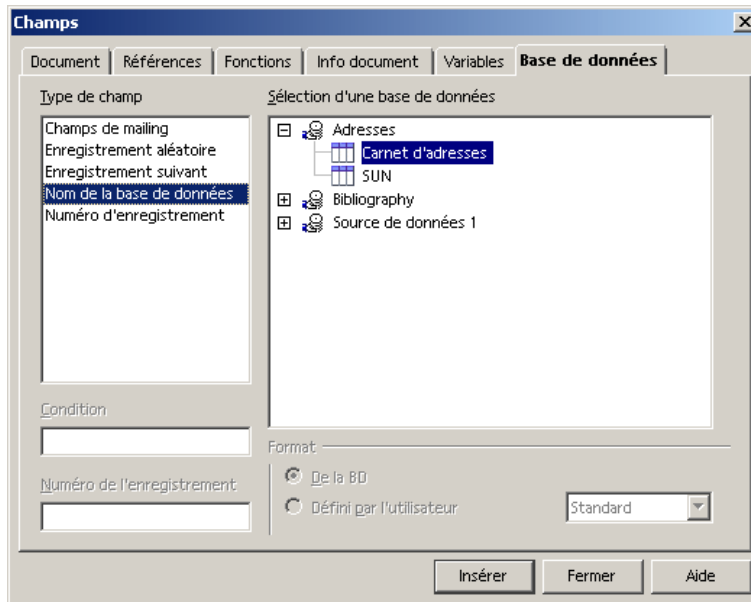 Champs
Document Références Fonctions Info document Variables Base de données
Type de champ
Champs de mailing
Enregistrement aléatoire
Enregistrement suivant
Nom de la base de données
Numéro d'enregistrement
Condition
Numéro de l'enregistrement
Sélection d'une base de données
Adresses
Carnet d'adresses
SUN
Bibliography
Source de données 1
Format
De la BD
Défini par l'utilisateur
Standard
Insérer Fermer Aide